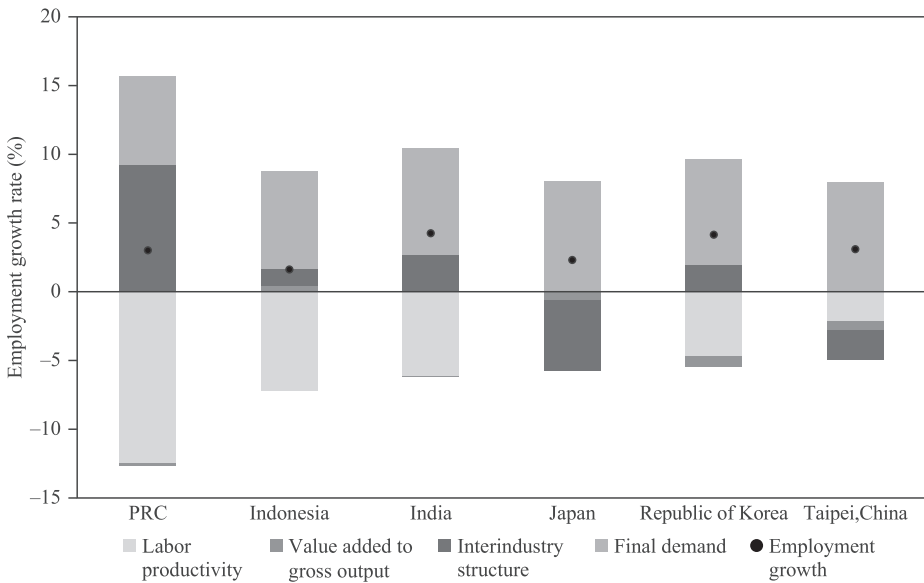 Employment growth rate (%)
20
15
10
5
0
–5
–10
–15
PRC
Indonesia
India
Japan
Republic of Korea
Taipei,China
Labor
productivity
Value added to
gross output
Interindustry
structure
Final demand
Employment
growth